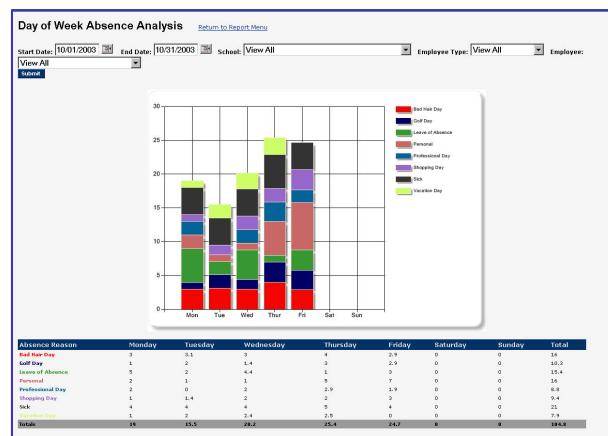 Day of Week Absence Analysis Return to Report Menu
Start Date: 10/01/2003 End Date: 10/31/2003 School: View All Employee Type: View All Employee:
View All
Submit
30
25
20
15
10
5
0
Mon Tue Wed Thur Fri Sat Sun
Bad Hair Day
Golf Day
Leave of Absence
Personal
Professional Day
Shopping Day
Sick
Vacation Day
Absence Reason Monday Tuesday Wednesday Thursday Friday Saturday Sunday Total
Bad Hair Day 3 3.1 3 4 2.9 0 0 16
Golf Day 1 2 1.4 3 2.9 0 0 10.3
Leave of Absence 5 2 4.4 1 3 0 0 15.4
Personal 2 1 1 5 7 0 0 16
Professional Day 2 0 2 2.9 1.9 0 0 8.8
Shopping Day 1 1.4 2 2 3 0 0 9.4
Sick 4 4 4 5 4 0 0 21
Vacation Day 1 2 2.4 2.5 0 0 0 7.9
Totals 19 15.5 20.2 25.4 24.7 0 0 104.8